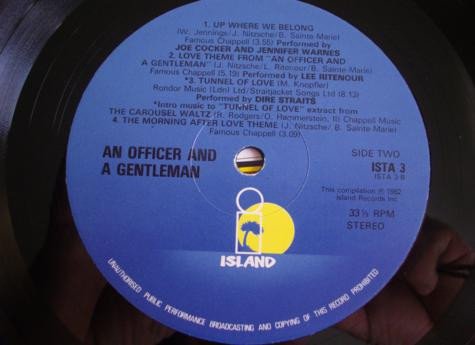 1. UP WHERE WE BELONG
(W. Jennings/J. Nitzsche/B. Sainte-Marie)
Famous Chappell (3.55) Performed by
JOE COCKER AND JENNIFER WARNES
2. LOVE THEME FROM "AN OFFICER AND
A GENTLEMAN" (J. Nitzsche/L. Ritenour/B. Sainte-Marie)
Famous Chappell (5.19) Performed by LEE RITENOUR
*3. TUNNEL OF LOVE (M. Knopfler)
Rondor Music (Ldn) Ltd/Straitjacket Songs Ltd (8.13)
Performed by DIRE STRAITS
*Intro music to "TUNNEL OF LOVE" extract from
THE CAROUSEL WALTZ (R. Rodgers/O. Hammerstein, II) Chappell Music
4. THE MORNING AFTER LOVE THEME (J. Nitzsche/B. Sainte Marie)
Famous Chappell (3.09)
AN OFFICER AND
A GENTLEMAN
SIDE TWO
ISTA 3
ISTA 3-B
This compilation ℗ 1982
Island Records Inc
33⅓ RPM
STEREO
ISLAND
UNAUTHORISED PUBLIC PERFORMANCE BROADCASTING AND COPYING OF THIS RECORD PROHIBITED